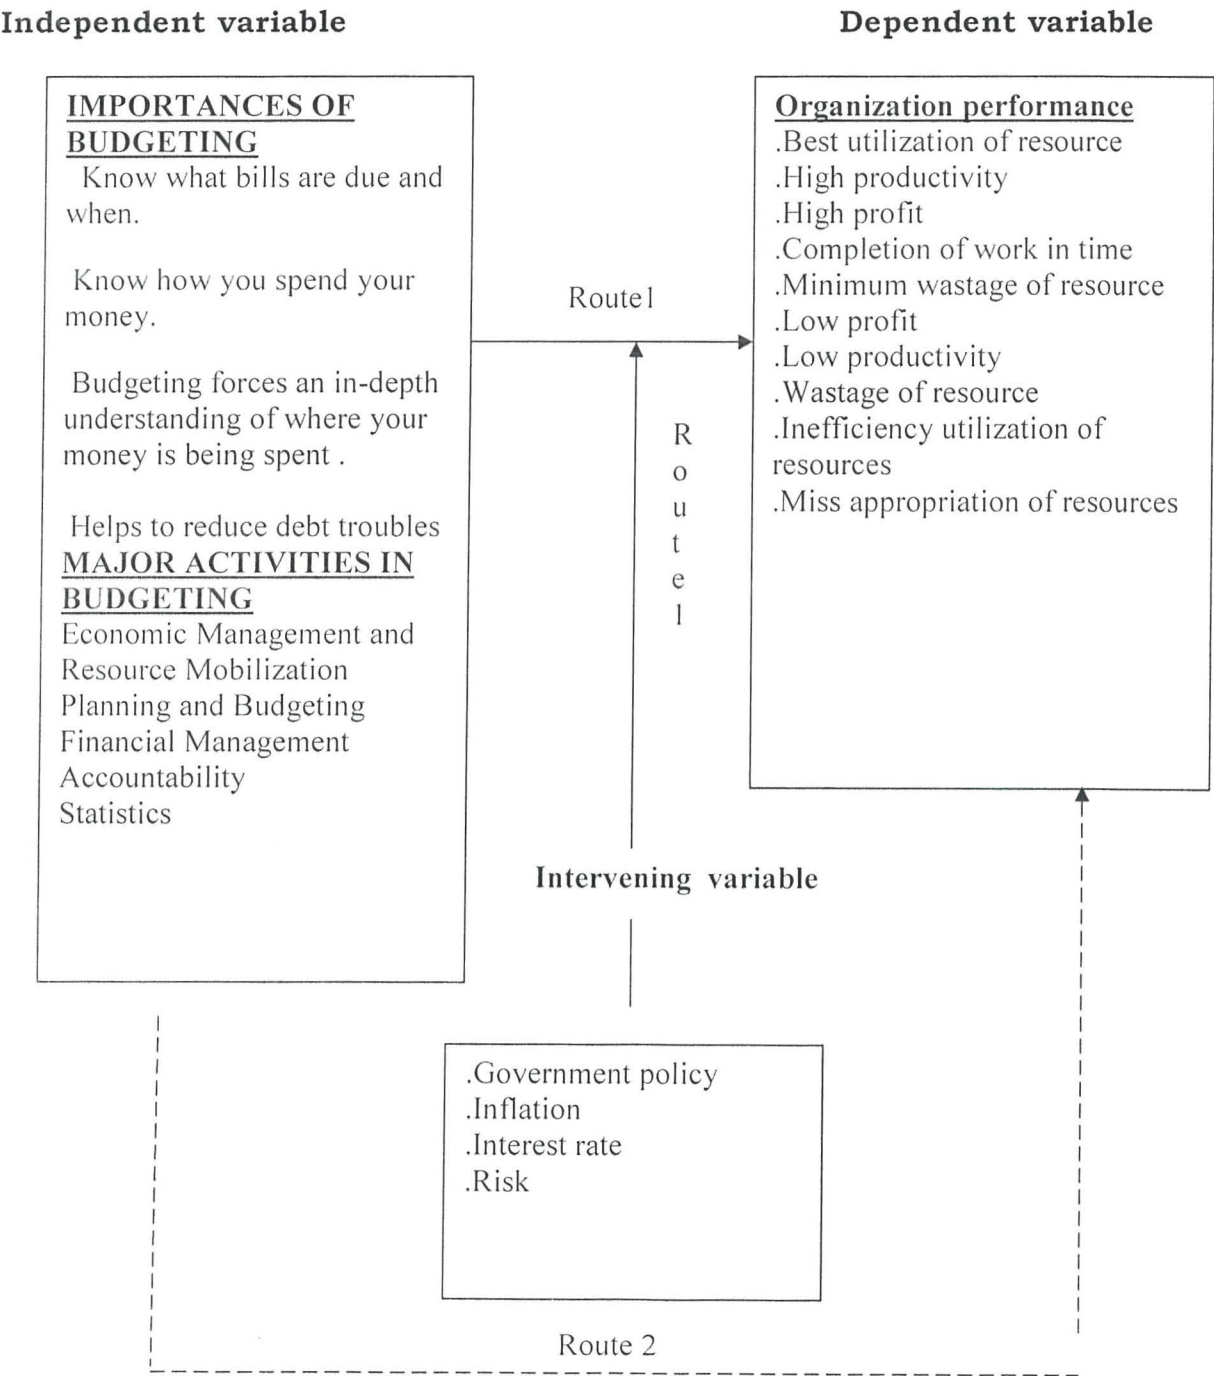 Independent variable
Dependent variable
IMPORTANCES OF
BUDGETING
Know what bills are due and
when.
Know how you spend your
money.
Budgeting forces an in-depth
understanding of where your
money is being spent .
Helps to reduce debt troubles
MAJOR ACTIVITIES IN
BUDGETING
Economic Management and
Resource Mobilization
Planning and Budgeting
Financial Management
Accountability
Statistics
Route1
R
o
u
t
e
1
Organization performance
.Best utilization of resource
.High productivity
.High profit
.Completion of work in time
.Minimum wastage of resource
.Low profit
.Low productivity
.Wastage of resource
.Inefficiency utilization of
resources
.Miss appropriation of resources
Intervening variable
.Government policy
.Inflation
.Interest rate
.Risk
Route 2